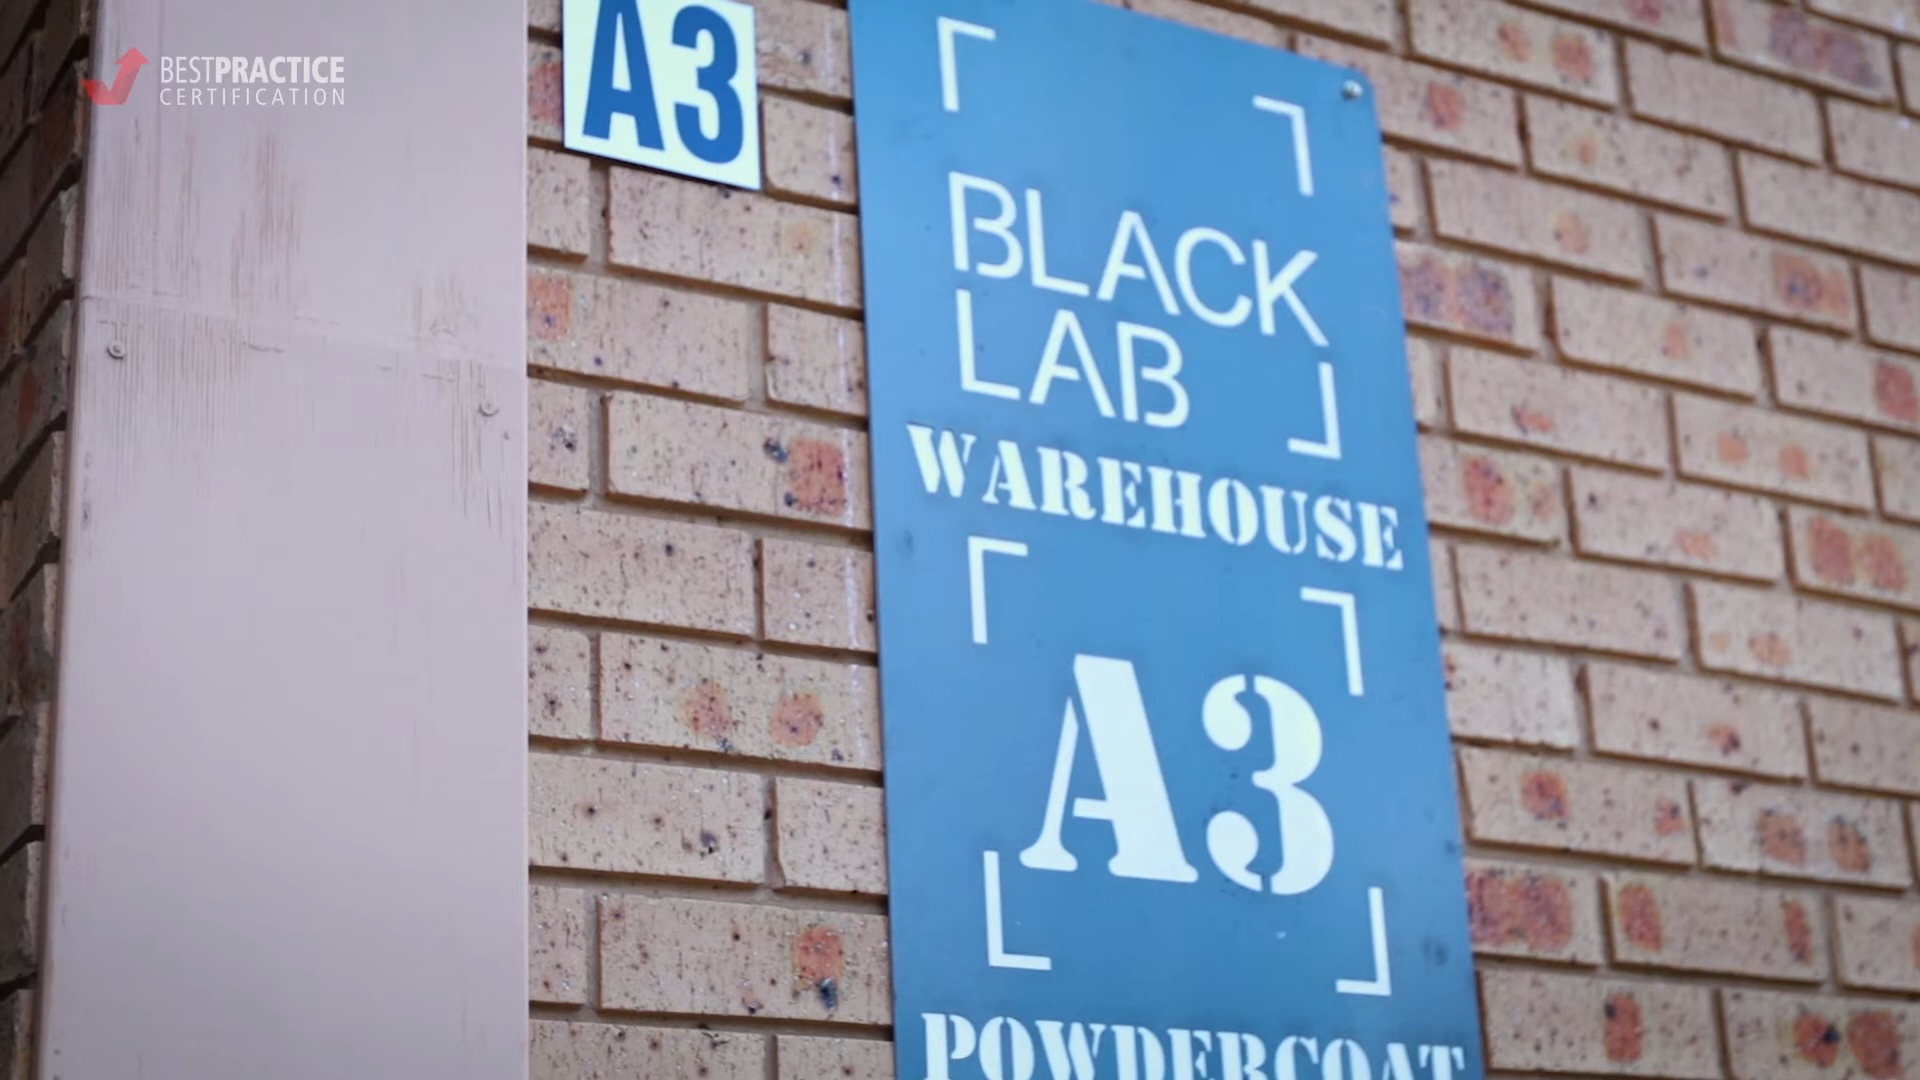 BESTPRACTICE
CERTIFICATION
A3
BLACK
LAB
WAREHOUSE
A3
POWDERCOAT